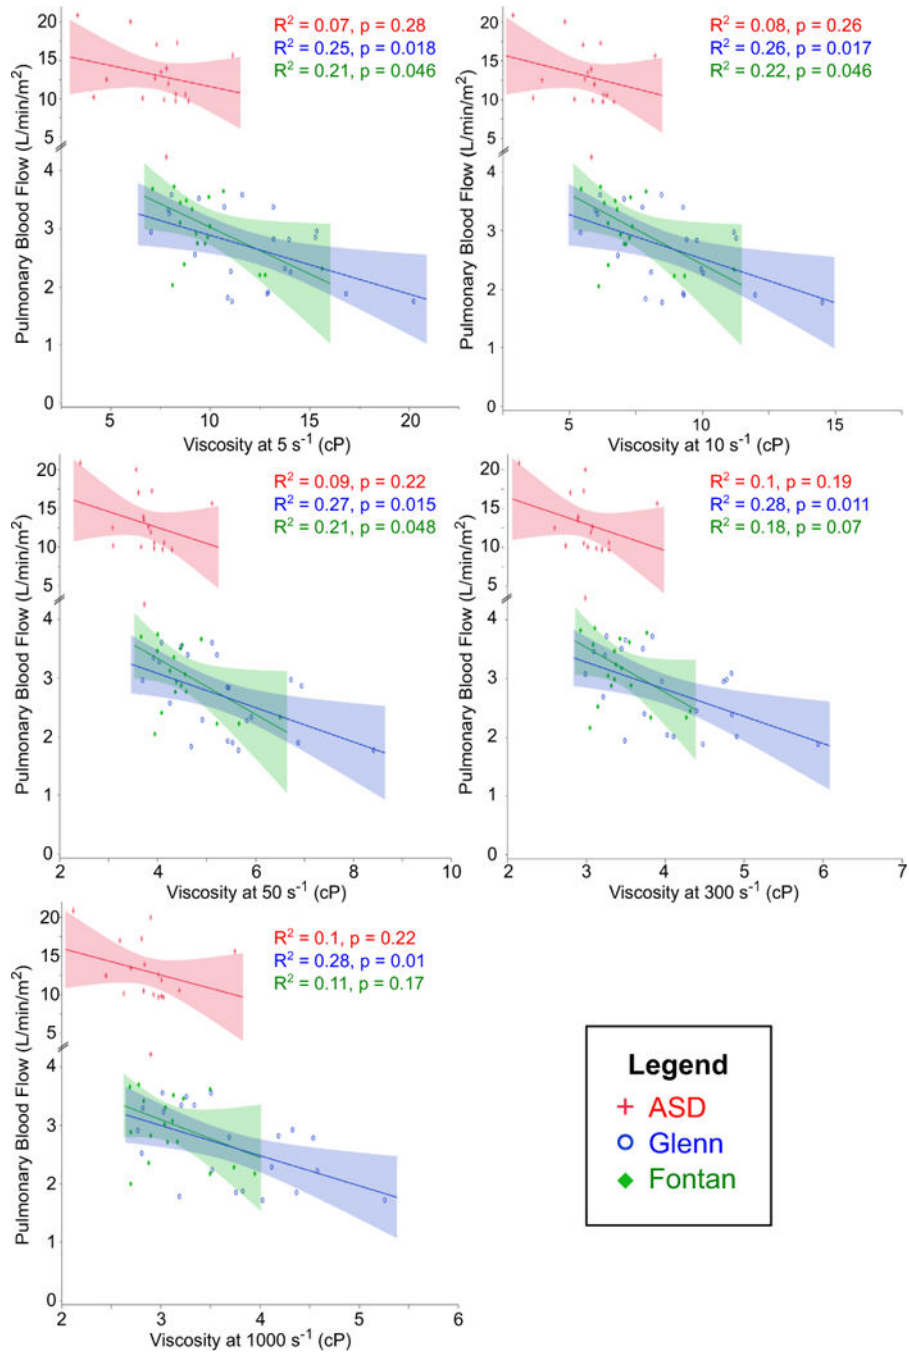 R² = 0.07, p = 0.28
R² = 0.25, p = 0.018
R² = 0.21, p = 0.046
Pulmonary Blood Flow (L/min/m²)
20
15
10
5
4
3
2
1
0
5
10
15
20
Viscosity at 5 s⁻¹ (cP)
R² = 0.08, p = 0.26
R² = 0.26, p = 0.017
R² = 0.22, p = 0.046
Pulmonary Blood Flow (L/min/m²)
20
15
10
5
4
3
2
1
0
5
10
15
Viscosity at 10 s⁻¹ (cP)
R² = 0.09, p = 0.22
R² = 0.27, p = 0.015
R² = 0.21, p = 0.048
Pulmonary Blood Flow (L/min/m²)
20
15
10
5
4
3
2
1
0
2
4
6
8
10
Viscosity at 50 s⁻¹ (cP)
R² = 0.1, p = 0.19
R² = 0.28, p = 0.011
R² = 0.18, p = 0.07
Pulmonary Blood Flow (L/min/m²)
20
15
10
5
4
3
2
1
0
2
3
4
5
6
7
Viscosity at 300 s⁻¹ (cP)
R² = 0.1, p = 0.22
R² = 0.28, p = 0.01
R² = 0.11, p = 0.17
Pulmonary Blood Flow (L/min/m²)
20
15
10
5
4
3
2
1
0
2
3
4
5
6
Viscosity at 1000 s⁻¹ (cP)
Legend
ASD
Glenn
Fontan